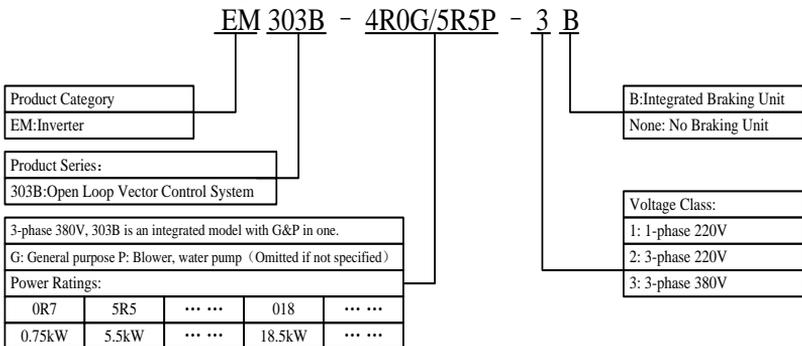 EM 303B - 4R0G/5R5P - 3 B
Product Category
EM:Inverter
Product Series：
303B:Open Loop Vector Control System
3-phase 380V, 303B is an integrated model with G&P in one.
G: General purpose P: Blower, water pump（Omitted if not specified）
Power Ratings:
0R7 5R5 … … 018 … …
0.75kW 5.5kW … … 18.5kW … …
B:Integrated Braking Unit
None: No Braking Unit
Voltage Class:
1: 1-phase 220V
2: 3-phase 220V
3: 3-phase 380V